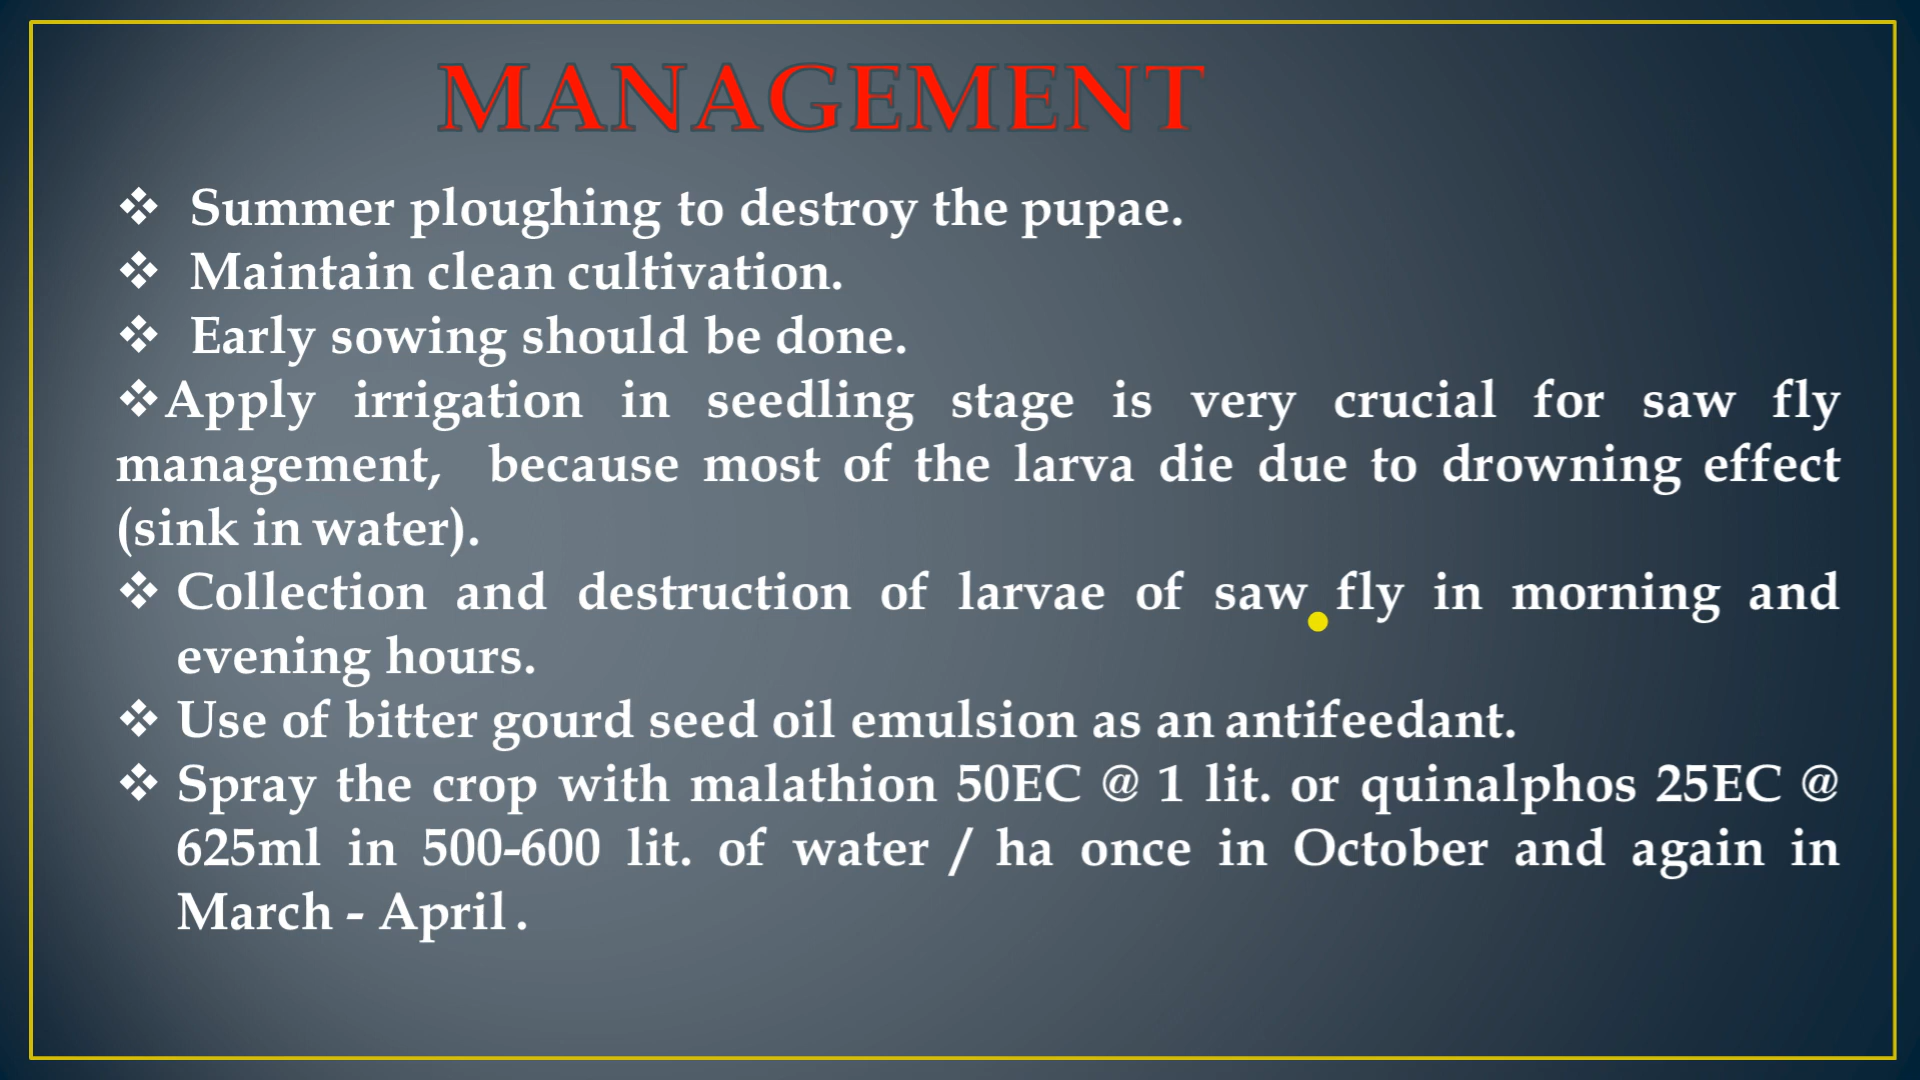 MANAGEMENT
❖ Summer ploughing to destroy the pupae.
❖ Maintain clean cultivation.
❖ Early sowing should be done.
❖Apply irrigation in seedling stage is very crucial for saw fly
management, because most of the larva die due to drowning effect
(sink in water).
❖ Collection and destruction of larvae of saw fly in morning and
evening hours.
❖ Use of bitter gourd seed oil emulsion as an antifeedant.
❖ Spray the crop with malathion 50EC @ 1 lit. or quinalphos 25EC @
625ml in 500-600 lit. of water / ha once in October and again in
March - April .